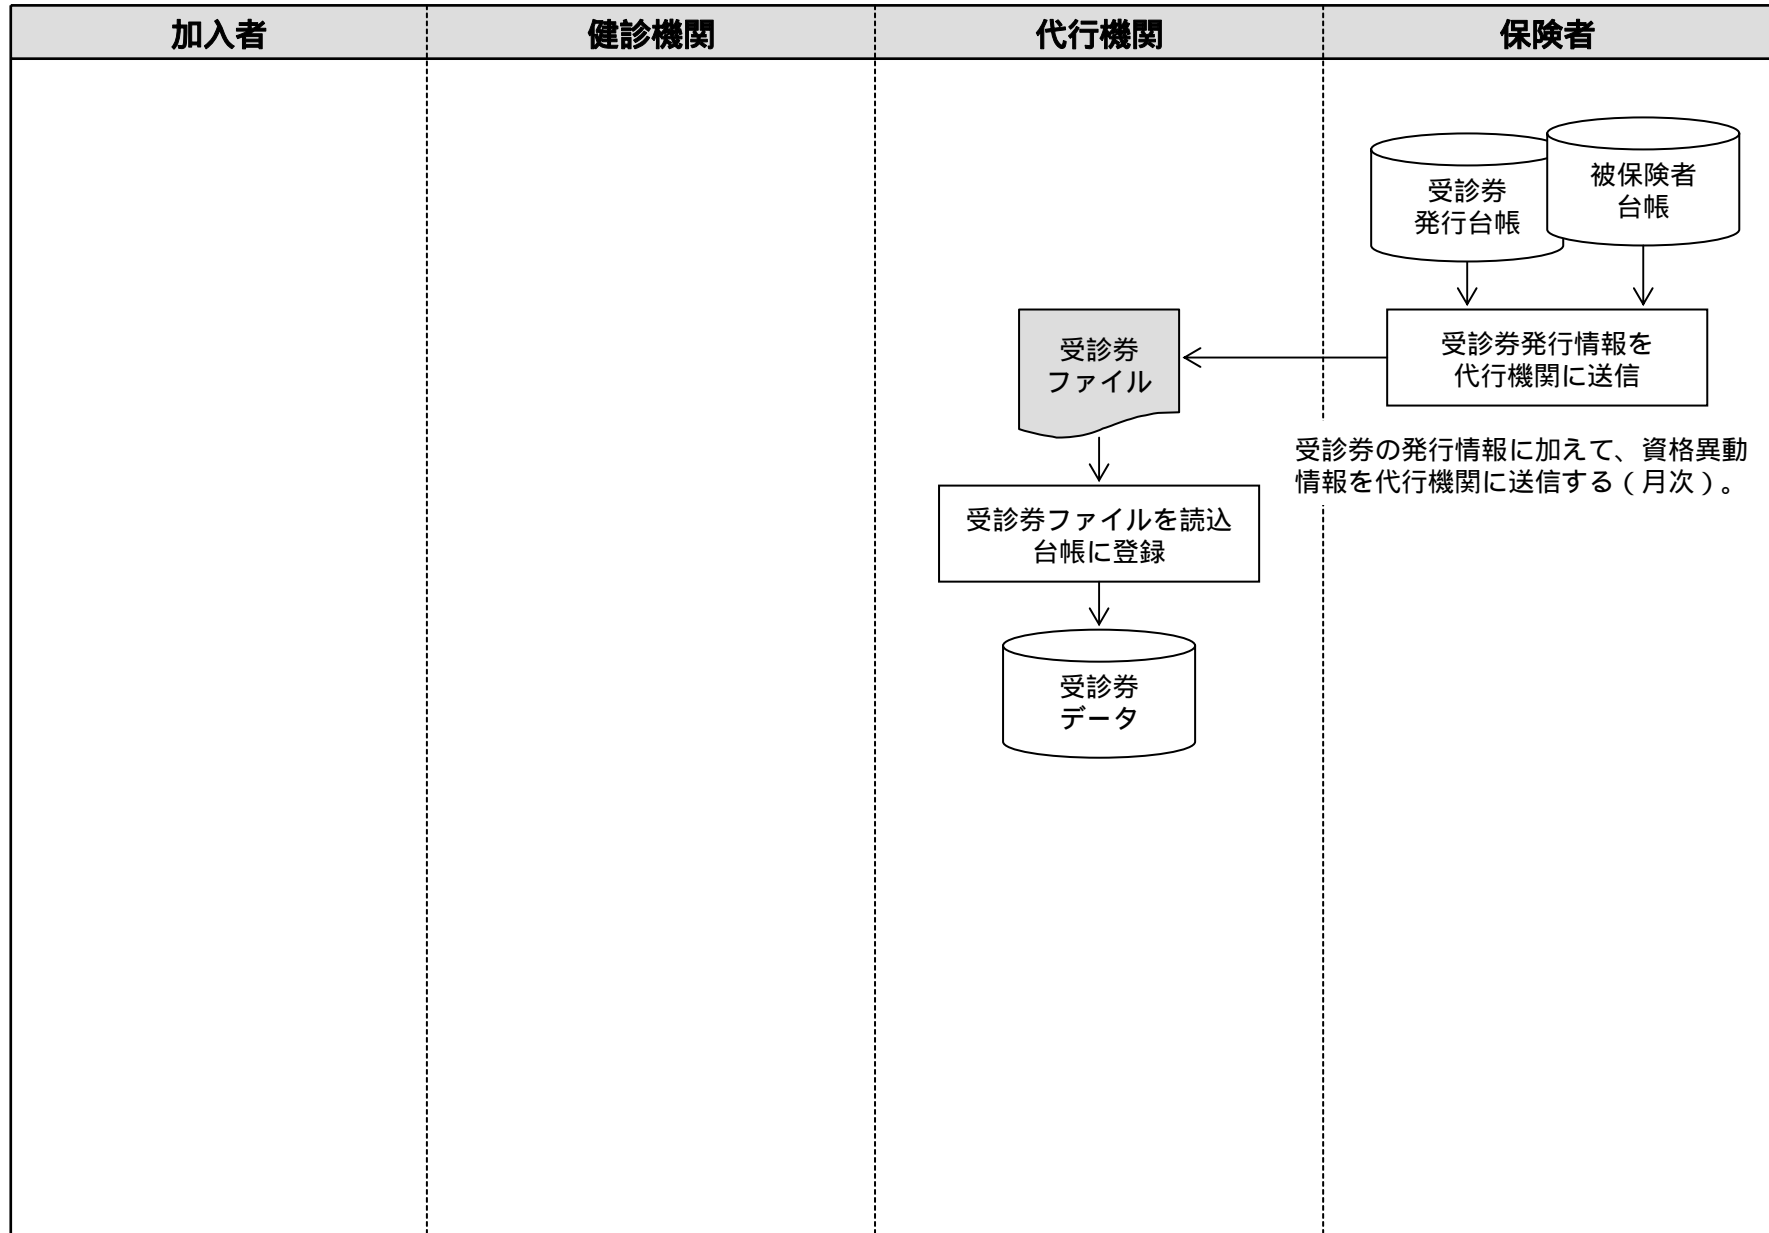 加入者
健診機関
代行機関
保険者
受診券
発行台帳
被保険者
台帳
受診券
ファイル
受診券発行情報を
代行機関に送信
受診券の発行情報に加えて、資格異動
情報を代行機関に送信する（月次）。
受診券ファイルを読込
台帳に登録
受診券
データ